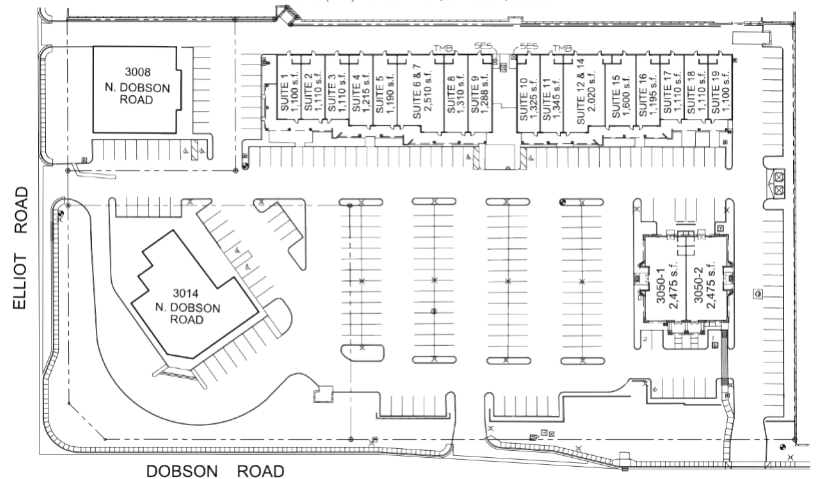 TMB
SES
SES
TMB
3008
N. DOBSON
ROAD
SUITE 1
1,100 s.f.
SUITE 2
1,110 s.f.
SUITE 3
1,110 s.f.
SUITE 4
1,215 s.f.
SUITE 5
1,190 s.f.
SUITE 6 & 7
2,510 s.f.
SUITE 8
1,310 s.f.
SUITE 9
1,288 s.f.
SUITE 10
1,325 s.f.
SUITE 11
1,345 s.f.
SUITE 12 & 14
2,020 s.f.
SUITE 15
1,600 s.f.
SUITE 16
1,195 s.f.
SUITE 17
1,110 s.f.
SUITE 18
1,110 s.f.
SUITE 19
1,100 s.f.
ELLIOT ROAD
3014
N. DOBSON
ROAD
3050-1
2,475 s.f.
3050-2
2,475 s.f.
DOBSON ROAD